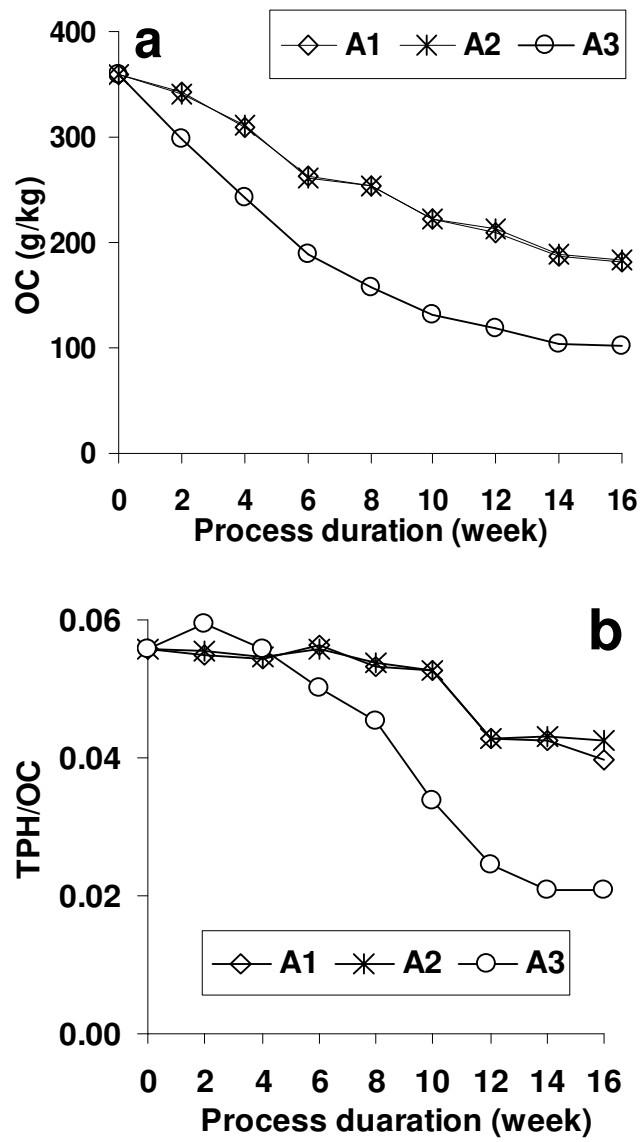 a
A1 A2 A3
400
300
200
100
0
OC (g/kg)
0 2 4 6 8 10 12 14 16
Process duration (week)
b
0.06
0.04
0.02
0.00
TPH/OC
A1 A2 A3
0 2 4 6 8 10 12 14 16
Process duaration (week)